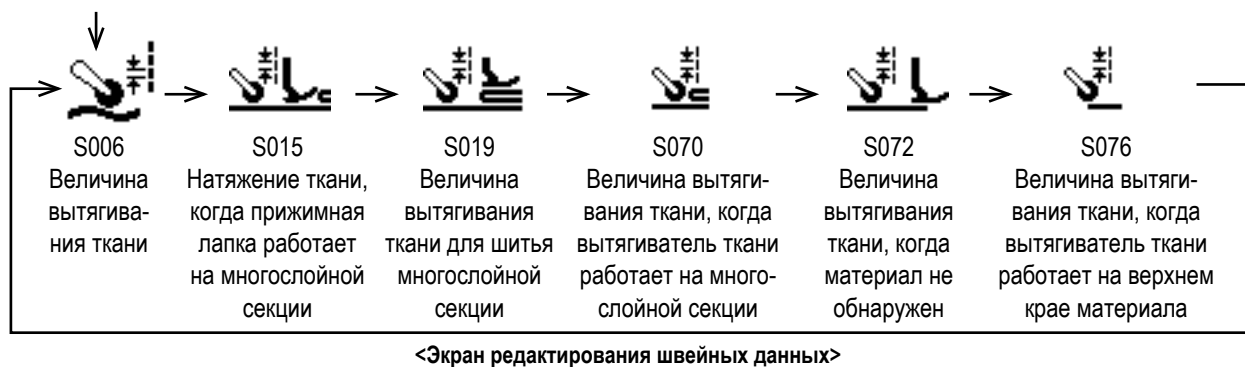 S006
Величина
вытягива-
ния ткани
S015
Натяжение ткани,
когда прижимная
лапка работает
на многослойной
секции
S019
Величина
вытягивания
ткани для шитья
многослойной
секции
S070
Величина вытяги-
вания ткани, когда
вытягиватель ткани
работает на много-
слойной секции
S072
Величина
вытягивания
ткани, когда
материал не
обнаружен
S076
Величина вытяги-
вания ткани, когда
вытягиватель ткани
работает на верхнем
крае материала
<Экран редактирования швейных данных>